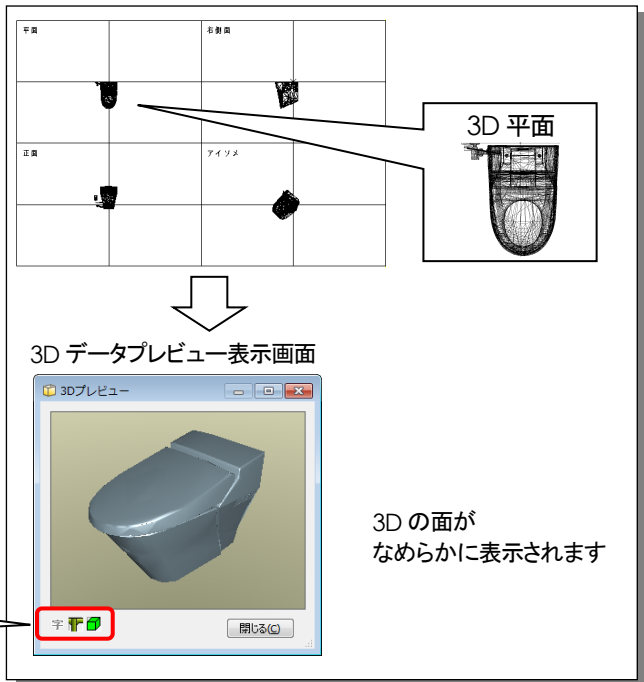 平面
右側面
3D 平面
正面
アイソメ
3D データプレビュー表示画面
3Dプレビュー
3D の面が
なめらかに表示されます
字
閉じる(C)